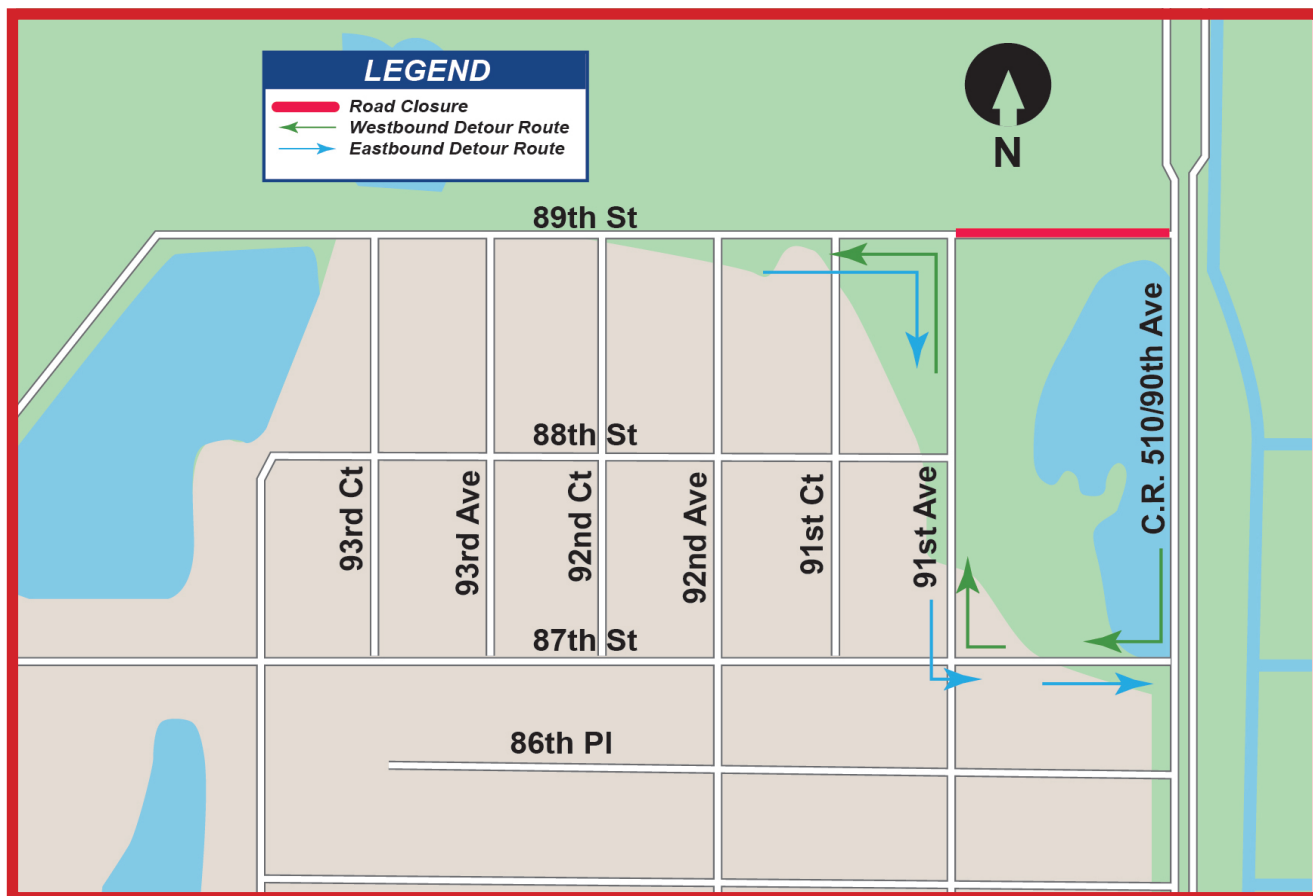 LEGEND
Road Closure
Westbound Detour Route
Eastbound Detour Route
N
89th St
88th St
93rd Ct
93rd Ave
92nd Ct
92nd Ave
91st Ct
91st Ave
C.R. 510/90th Ave
87th St
86th Pl